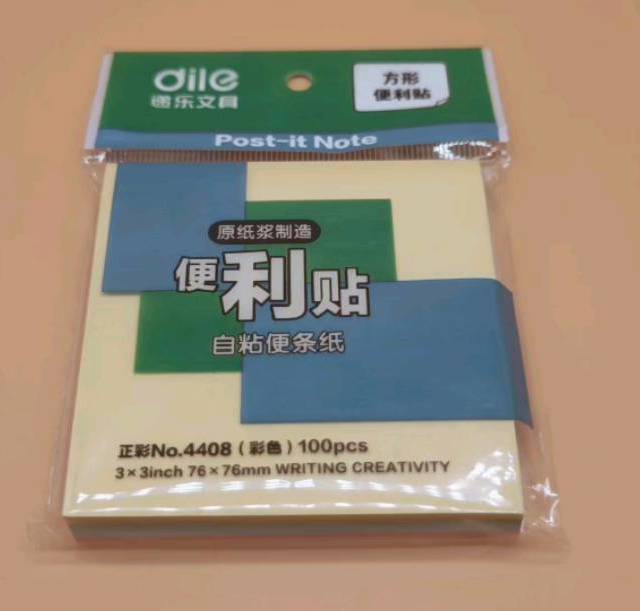 dile
递乐文具
方形
便利贴
Post-it Note
原纸浆制造
便利贴
自粘便条纸
正彩No.4408（彩色）100pcs
3×3inch 76×76mm WRITING CREATIVITY